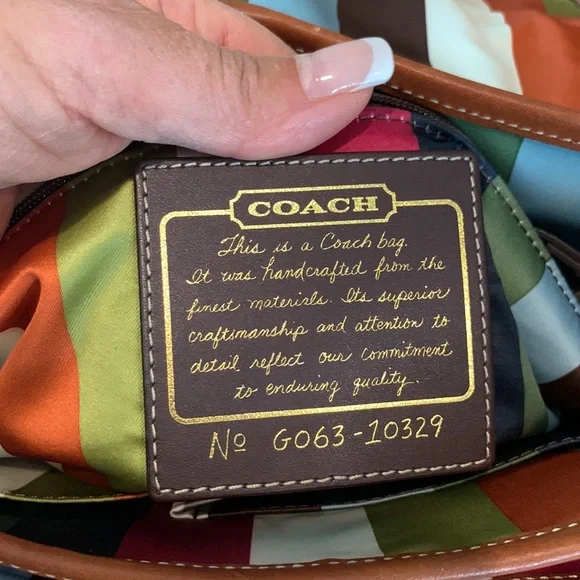 COACH
This is a Coach bag.
It was handcrafted from the
finest materials. Its superior
craftsmanship and attention to
detail reflect our commitment
to enduring quality.
No G063-10329